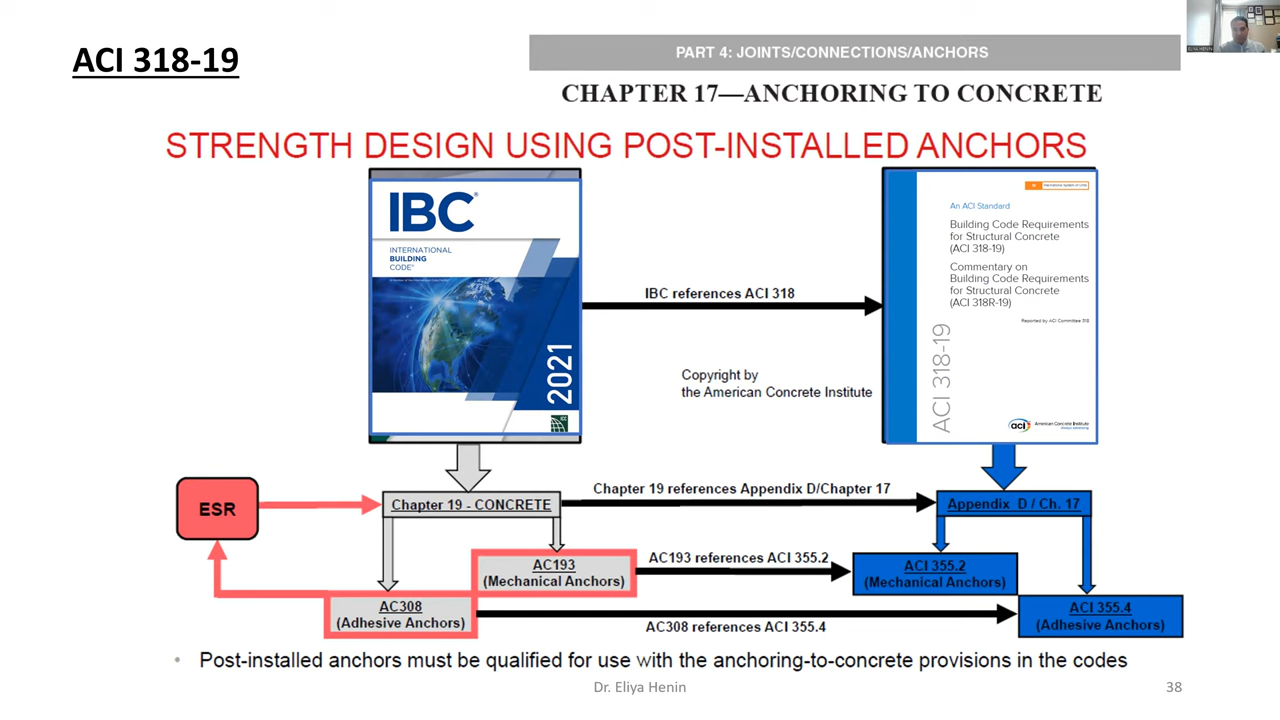 ACI 318-19
PART 4: JOINTS/CONNECTIONS/ANCHORS
CHAPTER 17—ANCHORING TO CONCRETE
STRENGTH DESIGN USING POST-INSTALLED ANCHORS
IBC®
INTERNATIONAL
BUILDING
CODE®
2021
IBC references ACI 318
Copyright by
the American Concrete Institute
An ACI Standard
Building Code Requirements
for Structural Concrete
(ACI 318-19)
Commentary on
Building Code Requirements
for Structural Concrete
(ACI 318R-19)
Reported by ACI Committee 318
ACI 318-19
aci
American Concrete Institute
ESR
Chapter 19 - CONCRETE
Chapter 19 references Appendix D/Chapter 17
Appendix D / Ch. 17
AC193
(Mechanical Anchors)
AC193 references ACI 355.2
ACI 355.2
(Mechanical Anchors)
AC308
(Adhesive Anchors)
AC308 references ACI 355.4
ACI 355.4
(Adhesive Anchors)
• Post-installed anchors must be qualified for use with the anchoring-to-concrete provisions in the codes
Dr. Eliya Henin
38